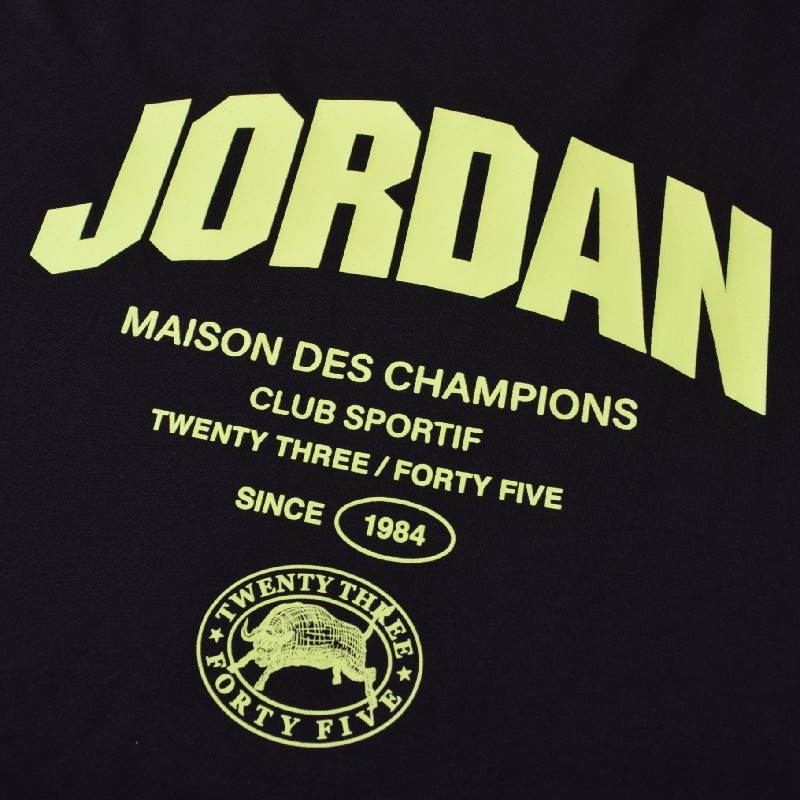 JORDAN
MAISON DES CHAMPIONS
CLUB SPORTIF
TWENTY THREE / FORTY FIVE
SINCE 1984
TWENTY THREE
FORTY FIVE